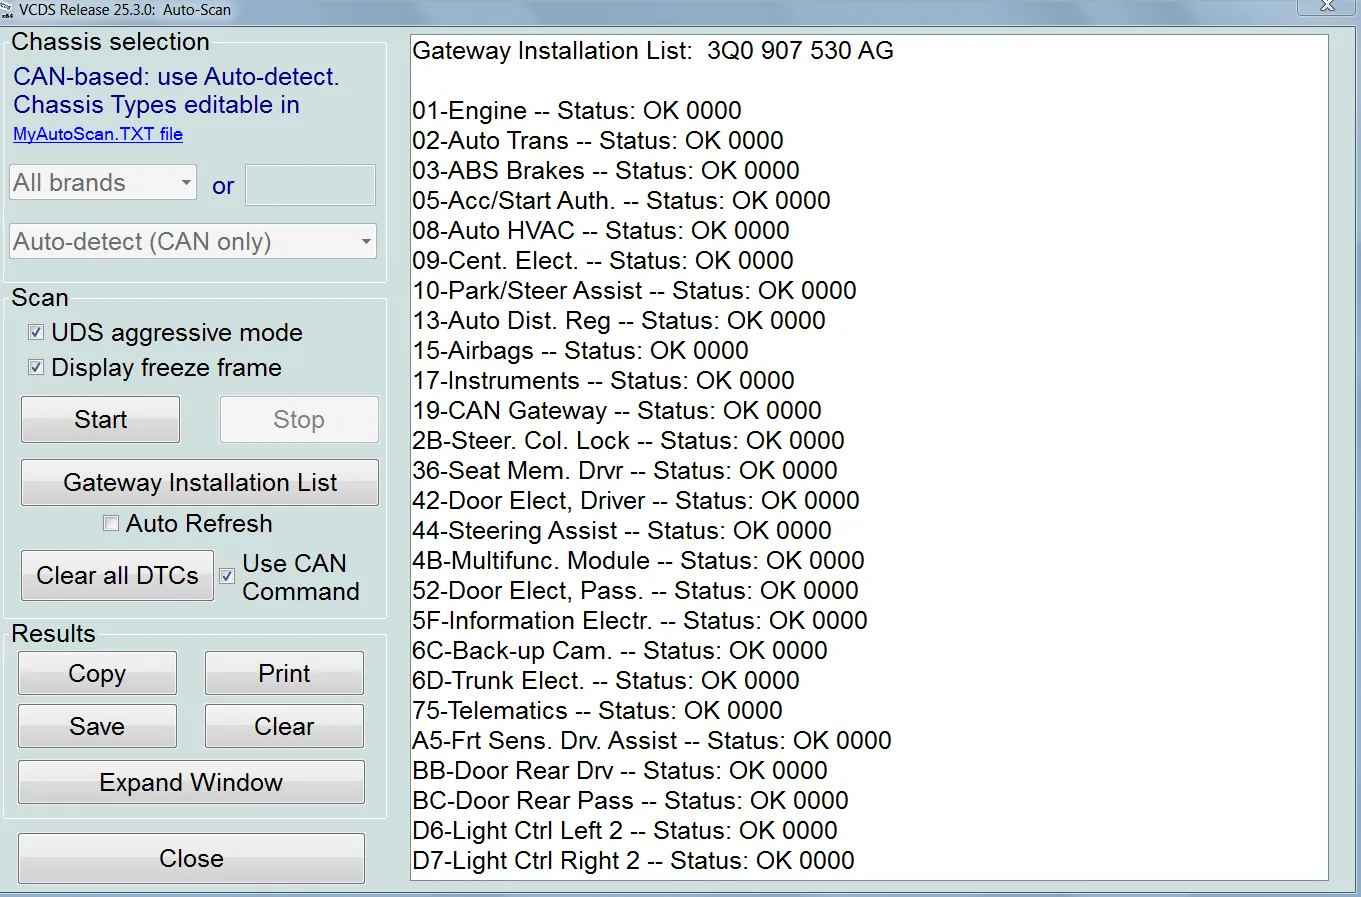 VCDS Release 25.3.0:  Auto-Scan
Chassis selection
CAN-based: use Auto-detect.
Chassis Types editable in
MyAutoScan.TXT file
All brands
or
Auto-detect (CAN only)
Scan
UDS aggressive mode
Display freeze frame
Start
Stop
Gateway Installation List
Auto Refresh
Clear all DTCs
Use CAN
Command
Results
Copy
Print
Save
Clear
Expand Window
Close
Gateway Installation List:  3Q0 907 530 AG
01-Engine -- Status: OK 0000
02-Auto Trans -- Status: OK 0000
03-ABS Brakes -- Status: OK 0000
05-Acc/Start Auth. -- Status: OK 0000
08-Auto HVAC -- Status: OK 0000
09-Cent. Elect. -- Status: OK 0000
10-Park/Steer Assist -- Status: OK 0000
13-Auto Dist. Reg -- Status: OK 0000
15-Airbags -- Status: OK 0000
17-Instruments -- Status: OK 0000
19-CAN Gateway -- Status: OK 0000
2B-Steer. Col. Lock -- Status: OK 0000
36-Seat Mem. Drvr -- Status: OK 0000
42-Door Elect, Driver -- Status: OK 0000
44-Steering Assist -- Status: OK 0000
4B-Multifunc. Module -- Status: OK 0000
52-Door Elect, Pass. -- Status: OK 0000
5F-Information Electr. -- Status: OK 0000
6C-Back-up Cam. -- Status: OK 0000
6D-Trunk Elect. -- Status: OK 0000
75-Telematics -- Status: OK 0000
A5-Frt Sens. Drv. Assist -- Status: OK 0000
BB-Door Rear Drv -- Status: OK 0000
BC-Door Rear Pass -- Status: OK 0000
D6-Light Ctrl Left 2 -- Status: OK 0000
D7-Light Ctrl Right 2 -- Status: OK 0000